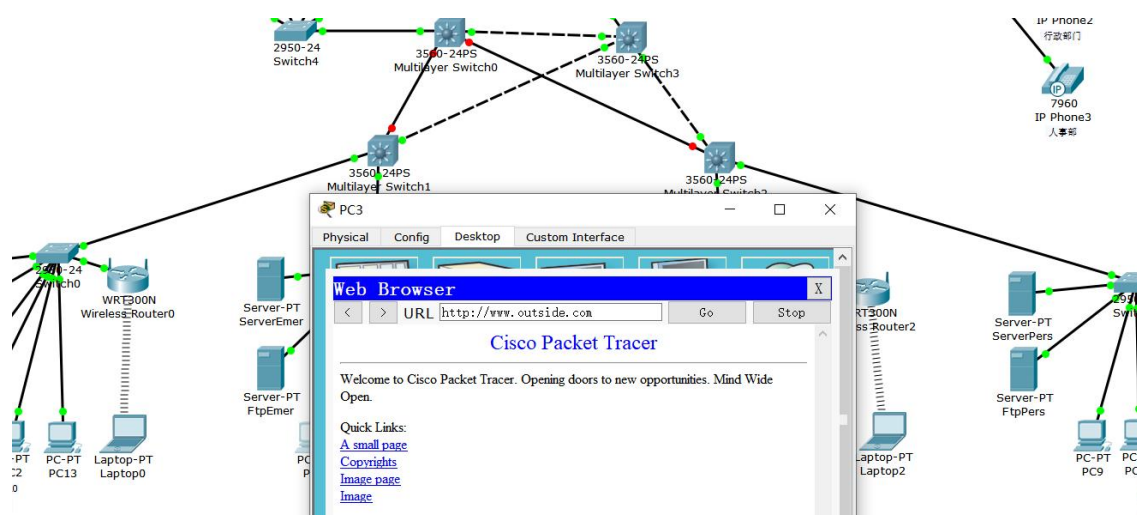 IP Phone2
行政部门
2950-24
Switch4
3560-24PS
Multilayer Switch0
3560-24PS
Multilayer Switch3
7960
IP Phone3
人事部
3560-24PS
Multilayer Switch1
3560-24PS
PC3
Physical Config Desktop Custom Interface
Web Browser X
< > URL http://www.outside.com Go Stop
Cisco Packet Tracer
Welcome to Cisco Packet Tracer. Opening doors to new opportunities. Mind Wide
Open.
Quick Links:
A small page
Copyrights
Image page
Image
2950-24
Switch0
WRT300N
Wireless Router0
Server-PT
ServerEmer
Server-PT
FtpEmer
PC-PT
PC13
Laptop-PT
Laptop0
Router2
Laptop-PT
Laptop2
Server-PT
ServerPers
Server-PT
FtpPers
PC-PT
PC9